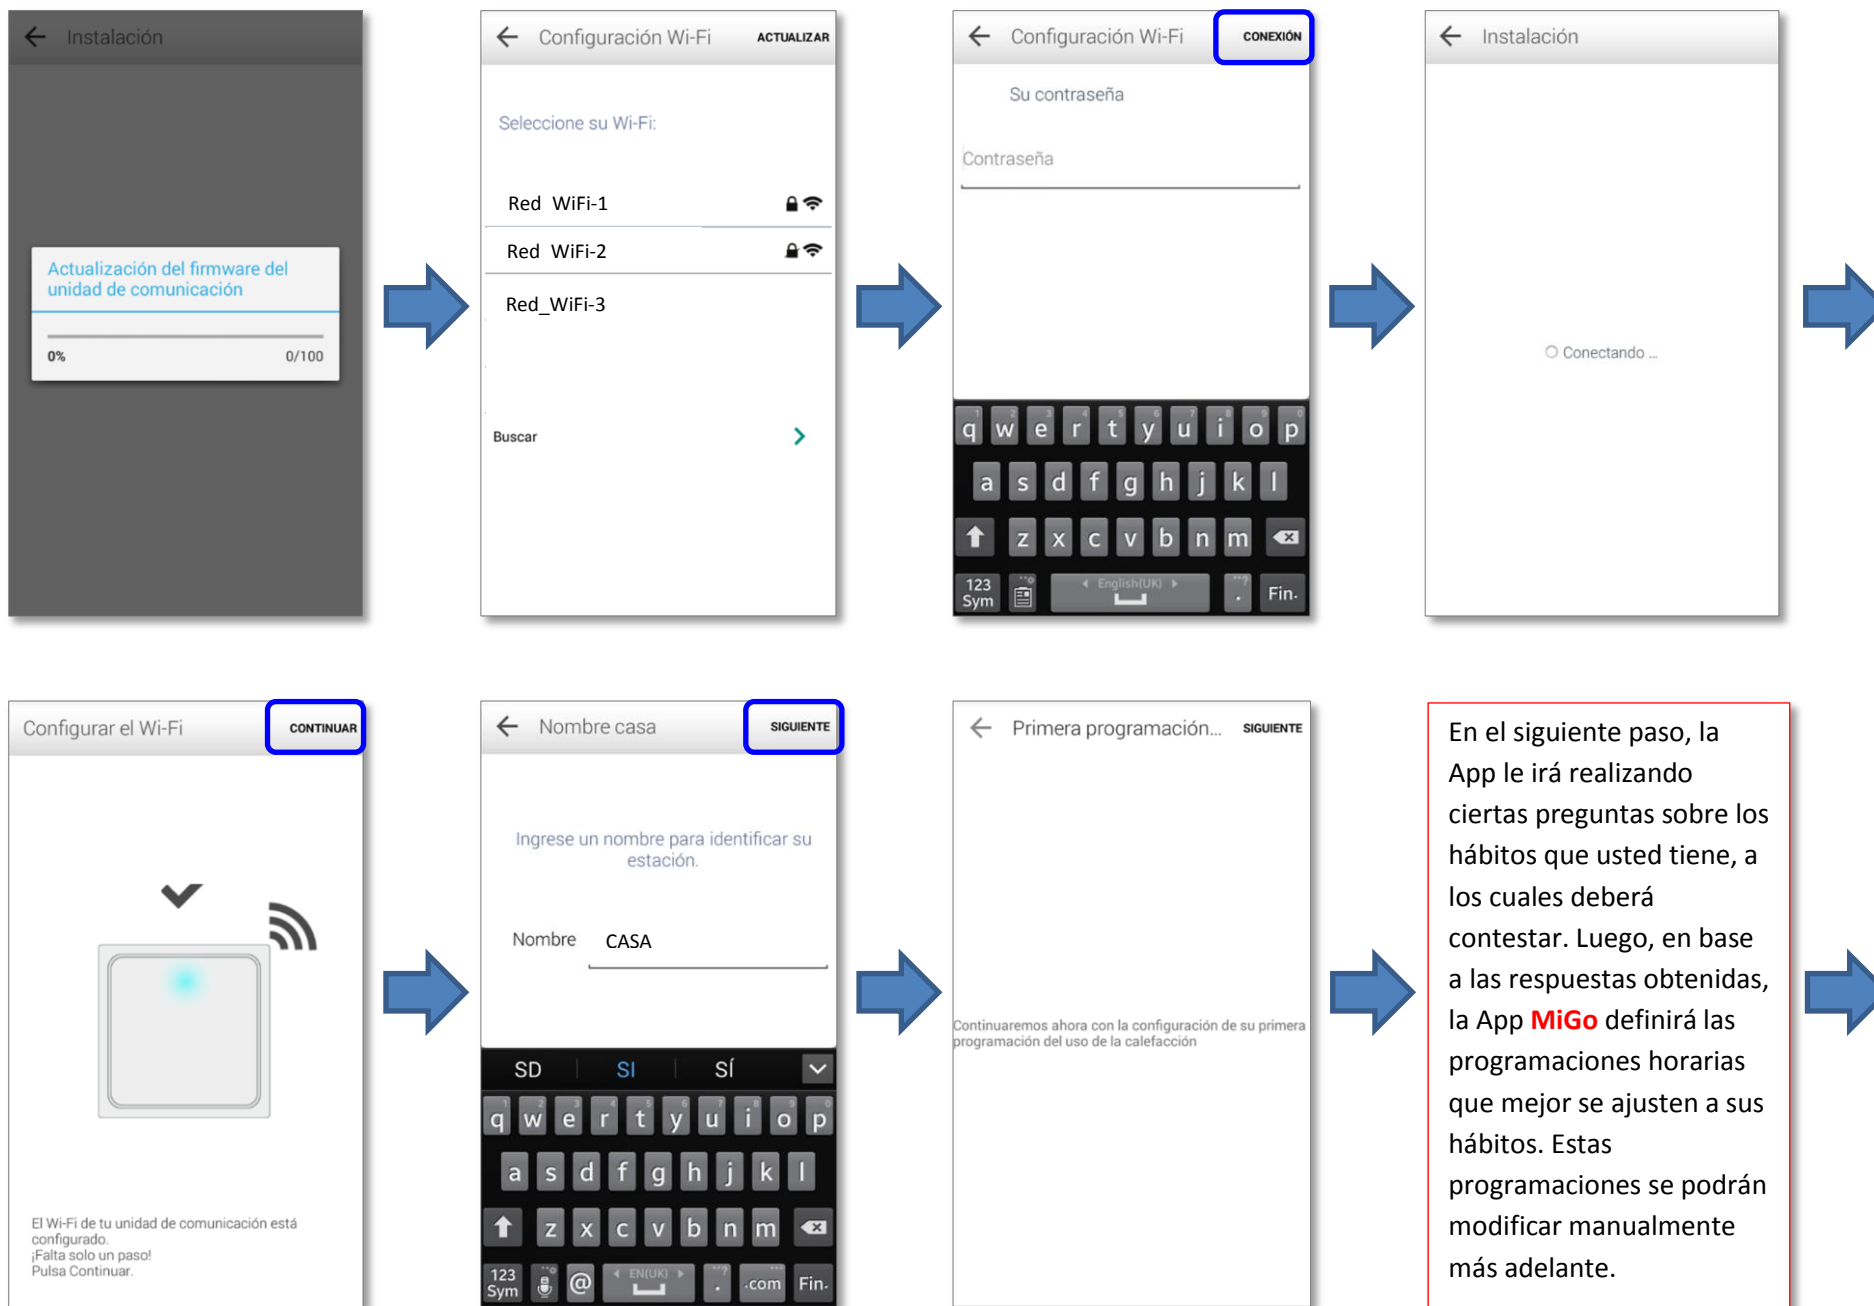 Instalación
Actualización del firmware del
unidad de comunicación
0%
0/100
Configuración Wi-Fi
ACTUALIZAR
Seleccione su Wi-Fi:
Red WiFi-1
Red WiFi-2
Red_WiFi-3
Buscar
Configuración Wi-Fi
CONEXIÓN
Su contraseña
Contraseña
q w e r t y u i o p
a s d f g h j k l
z x c v b n m
123
Sym
English(UK)
.
Fin.
Instalación
Conectando ...
Configurar el Wi-Fi
CONTINUAR
El Wi-Fi de tu unidad de comunicación está
configurado.
¡Falta solo un paso!
Pulsa Continuar.
Nombre casa
SIGUIENTE
Ingrese un nombre para identificar su
estación.
Nombre CASA
SD SI SÍ
q w e r t y u i o p
a s d f g h j k l
z x c v b n m
123
Sym
@
EN(UK)
.
.com
Fin.
Primera programación...
SIGUIENTE
Continuaremos ahora con la configuración de su primera
programación del uso de la calefacción
En el siguiente paso, la
App le irá realizando
ciertas preguntas sobre los
hábitos que usted tiene, a
los cuales deberá
contestar. Luego, en base
a las respuestas obtenidas,
la App MiGo definirá las
programaciones horarias
que mejor se ajusten a sus
hábitos. Estas
programaciones se podrán
modificar manualmente
más adelante.